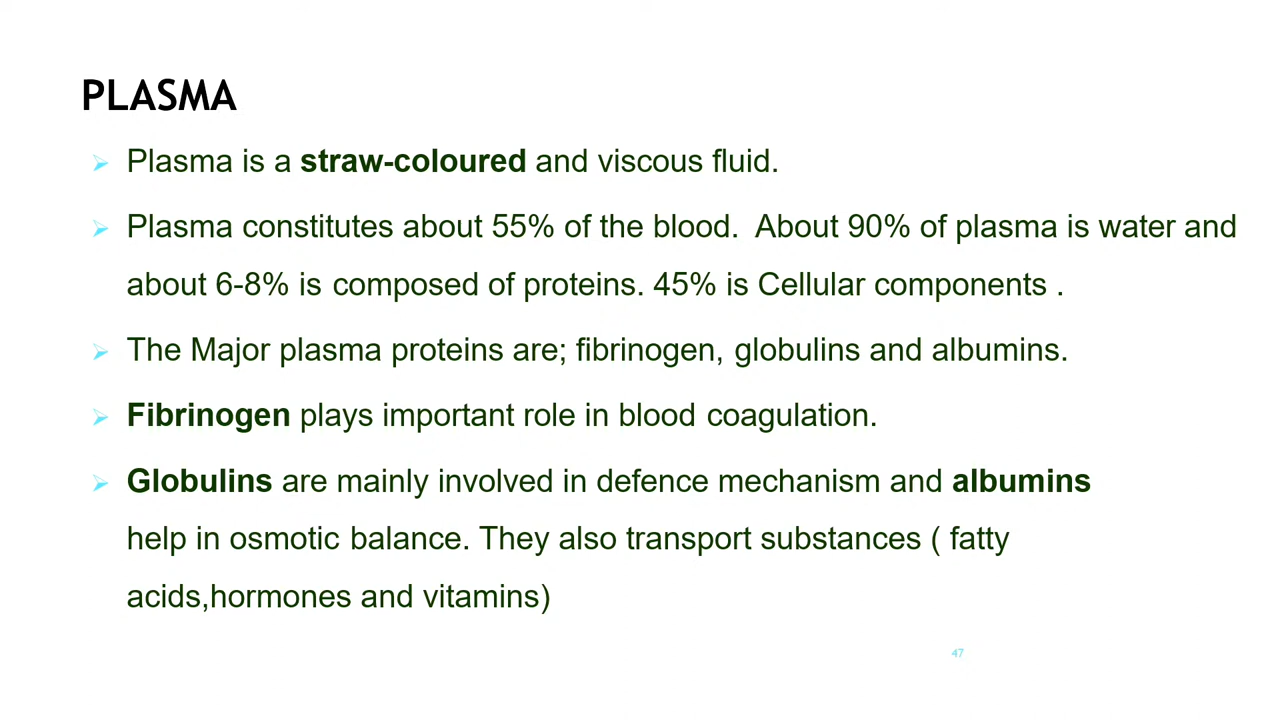 PLASMA
Plasma is a straw-coloured and viscous fluid.
Plasma constitutes about 55% of the blood.  About 90% of plasma is water and
about 6-8% is composed of proteins. 45% is Cellular components .
The Major plasma proteins are; fibrinogen, globulins and albumins.
Fibrinogen plays important role in blood coagulation.
Globulins are mainly involved in defence mechanism and albumins
help in osmotic balance. They also transport substances ( fatty
acids,hormones and vitamins)
47